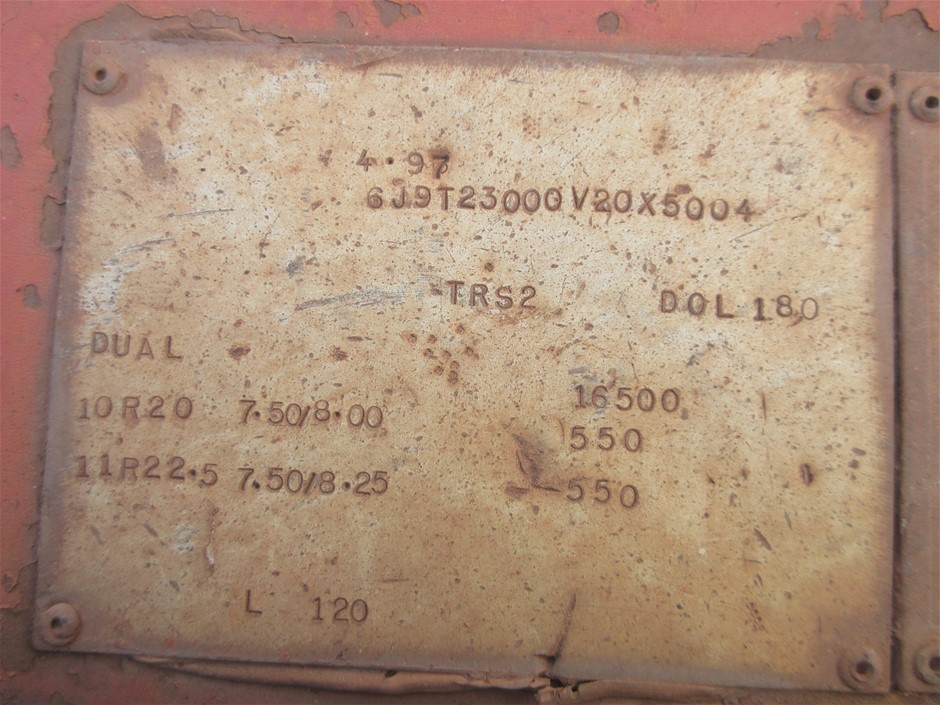 4.97
6J9T23000V20X5004
TRS2 DOL 180
DUAL
10R20 7.50/8.00 16500
550
11R22.5 7.50/8.25 550
L 120